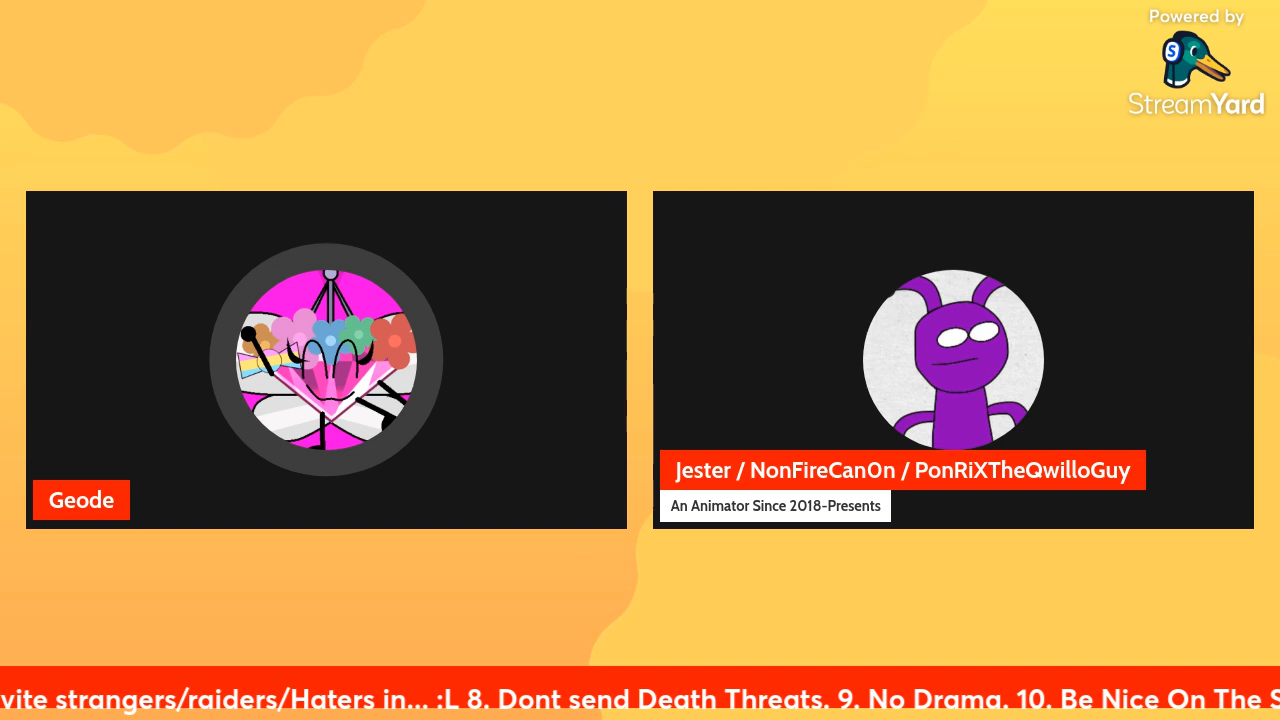 Powered by
S
StreamYard
Geode
Jester / NonFireCan0n / PonRiXTheQwilloGuy
An Animator Since 2018-Presents
vite strangers/raiders/Haters in... :L 8. Dont send Death Threats. 9. No Drama. 10. Be Nice On The S